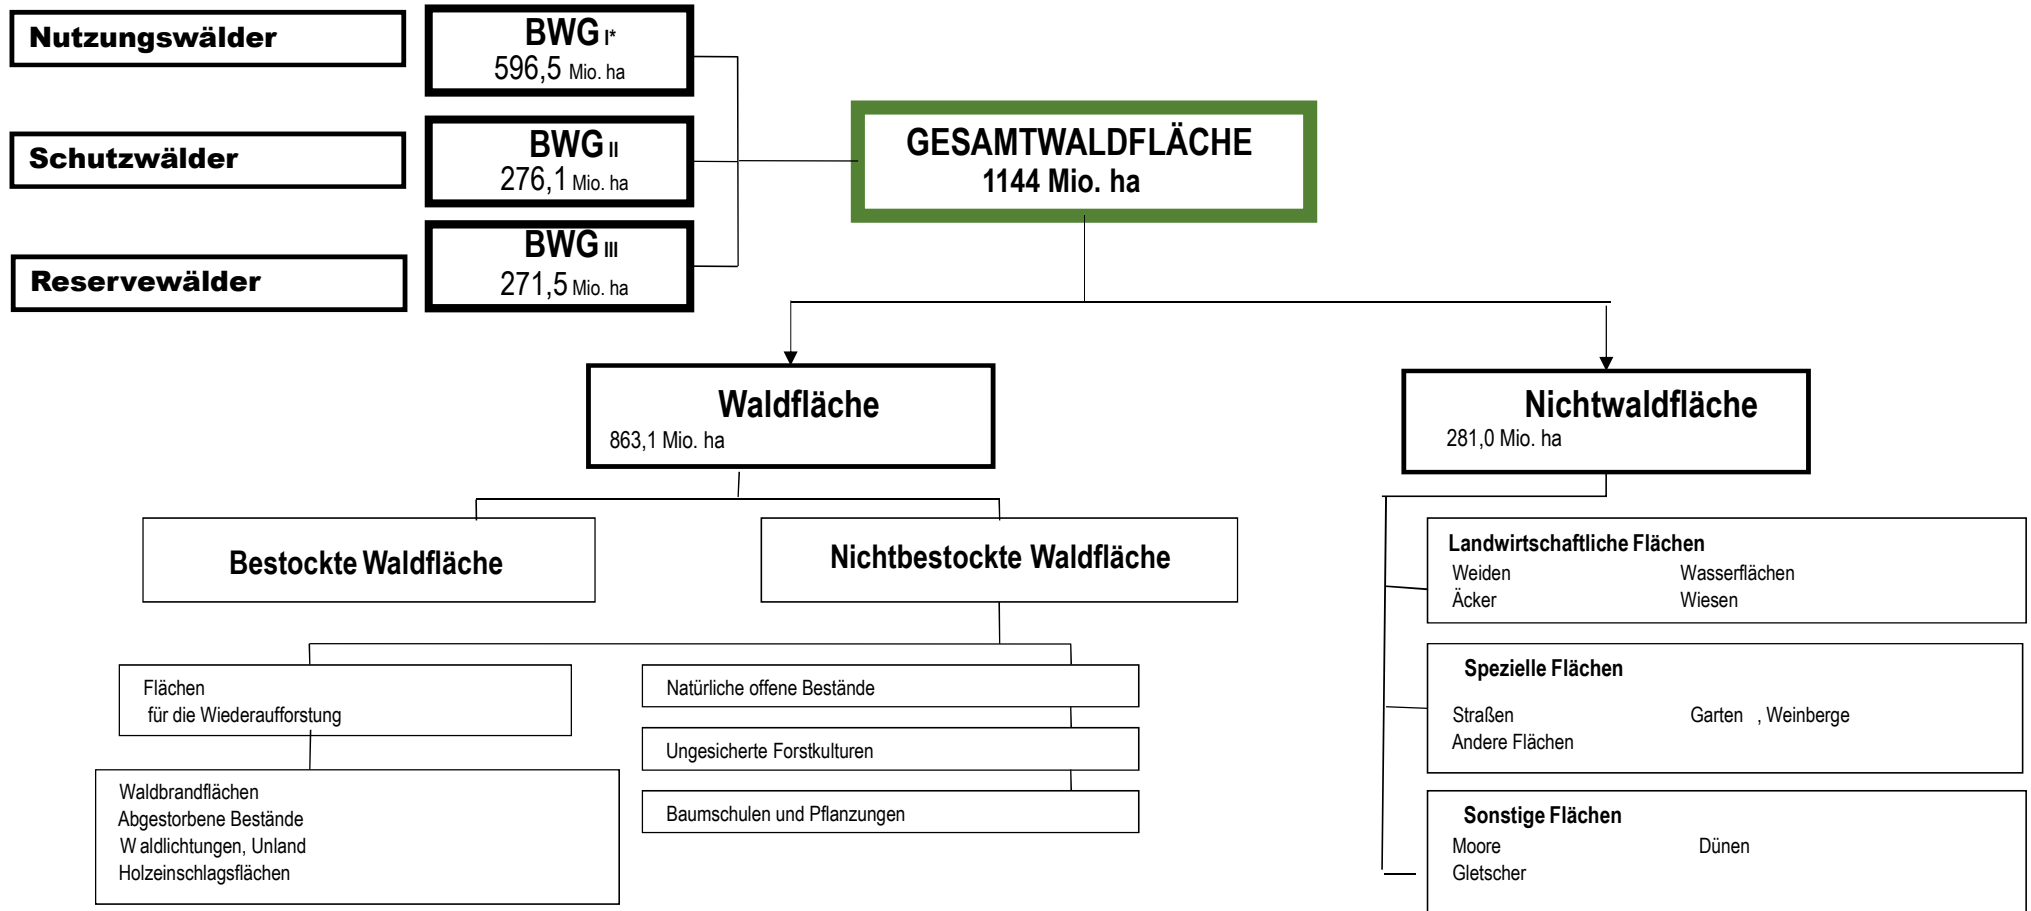 Nutzungswälder
BWG I*
596,5 Mio. ha
Schutzwälder
BWG II
276,1 Mio. ha
Reservewälder
BWG III
271,5 Mio. ha
GESAMTWALDFLÄCHE
1144 Mio. ha
Waldfläche
863,1 Mio. ha
Nichtwaldfläche
281,0 Mio. ha
Bestockte Waldfläche
Nichtbestockte Waldfläche
Flächen
für die Wiederaufforstung
Waldbrandflächen
Abgestorbene Bestände
W aldlichtungen, Unland
Holzeinschlagsflächen
Natürliche offene Bestände
Ungesicherte Forstkulturen
Baumschulen und Pflanzungen
Landwirtschaftliche Flächen
Weiden Wasserflächen
Äcker Wiesen
Spezielle Flächen
Straßen Garten , Weinberge
Andere Flächen
Sonstige Flächen
Moore Dünen
Gletscher